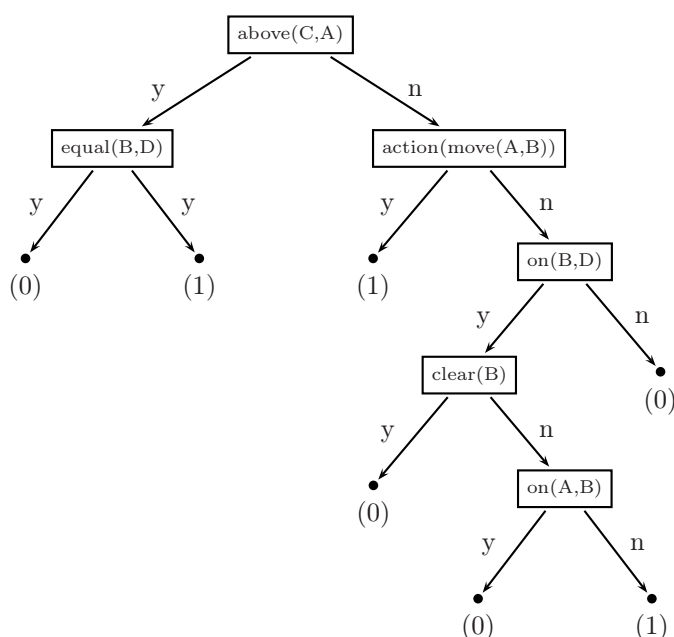 above(C,A)
y n
equal(B,D) action(move(A,B))
y y y n
(0) (1) (1) on(B,D)
y n
clear(B) (0)
y n
(0) on(A,B)
y n
(0) (1)